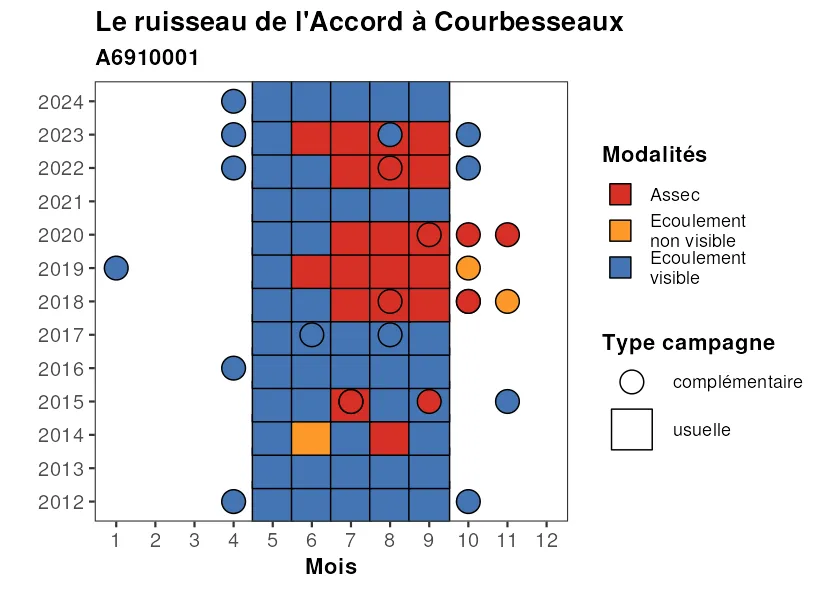 Le ruisseau de l'Accord à Courbesseaux
A6910001
2024
2023
2022
2021
2020
2019
2018
2017
2016
2015
2014
2013
2012
1 2 3 4 5 6 7 8 9 10 11 12
Mois
Modalités
Assec
Ecoulement
non visible
Ecoulement
visible
Type campagne
complémentaire
usuelle